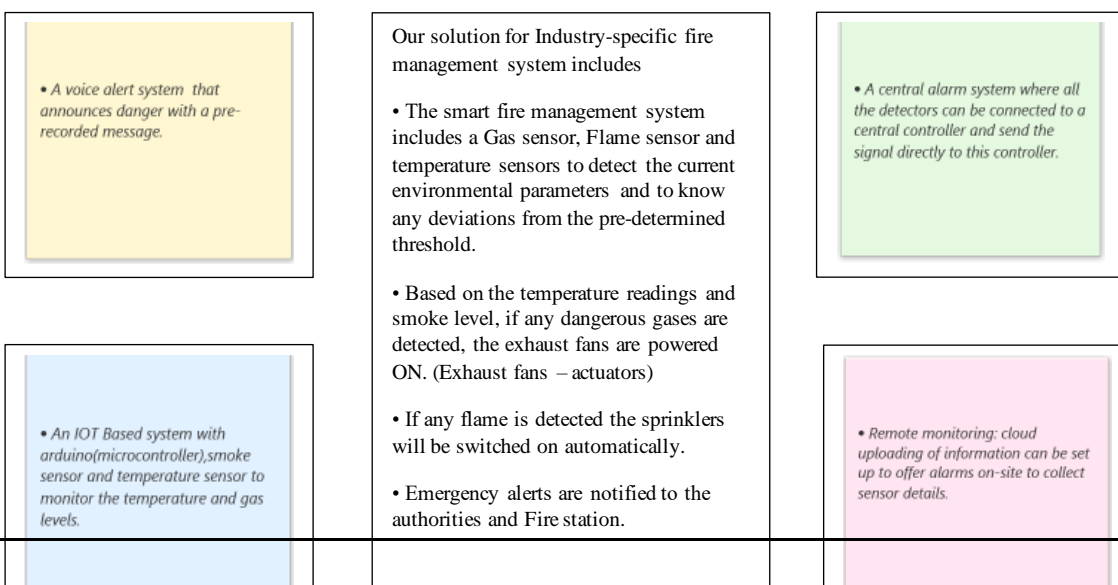 • A voice alert system that
announces danger with a pre-
recorded message.
Our solution for Industry-specific fire
management system includes
• The smart fire management system
includes a Gas sensor, Flame sensor and
temperature sensors to detect the current
environmental parameters and to know
any deviations from the pre-determined
threshold.
• Based on the temperature readings and
smoke level, if any dangerous gases are
detected, the exhaust fans are powered
ON. (Exhaust fans – actuators)
• If any flame is detected the sprinklers
will be switched on automatically.
• Emergency alerts are notified to the
authorities and Fire station.
• A central alarm system where all
the detectors can be connected to a
central controller and send the
signal directly to this controller.
• An IOT Based system with
arduino(microcontroller),smoke
sensor and temperature sensor to
monitor the temperature and gas
levels.
• Remote monitoring: cloud
uploading of information can be set
up to offer alarms on-site to collect
sensor details.